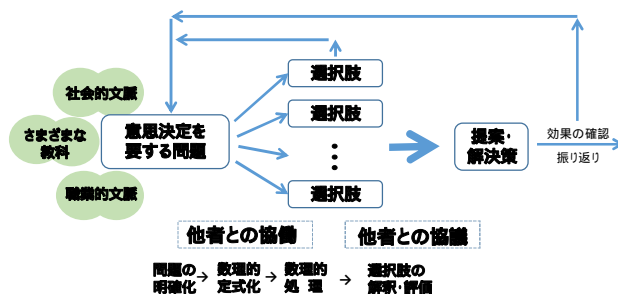 社会的文脈
さまざまな
教科
職業的文脈
意思決定を
要する問題
選択肢
選択肢
選択肢
提案・
解決策
効果の確認
振り返り
他者との協働
他者との協議
問題の
明確化
数理的
定式化
数理的
処 理
選択肢の
解釈・評価